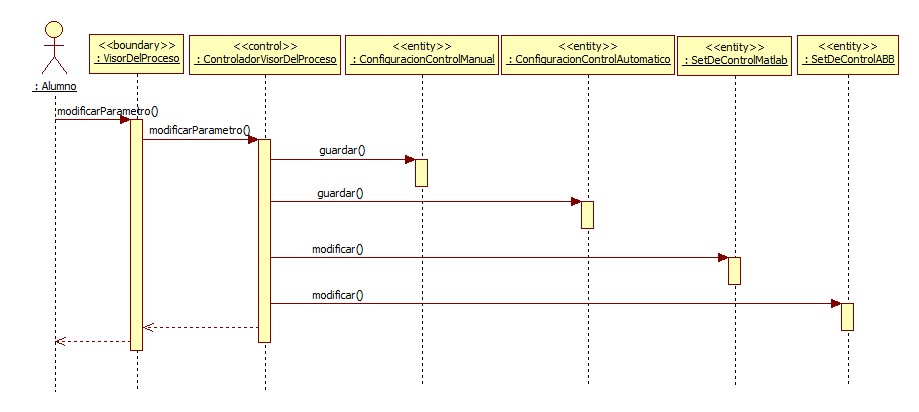 <<boundary>>
: VisorDelProceso
<<control>>
: ControladorVisorDelProceso
<<entity>>
: ConfiguracionControlManual
<<entity>>
: ConfiguracionControlAutomatico
<<entity>>
: SetDeControlMatlab
<<entity>>
: SetDeControlABB
: Alumno
modificarParametro()
modificarParametro()
guardar()
guardar()
modificar()
modificar()